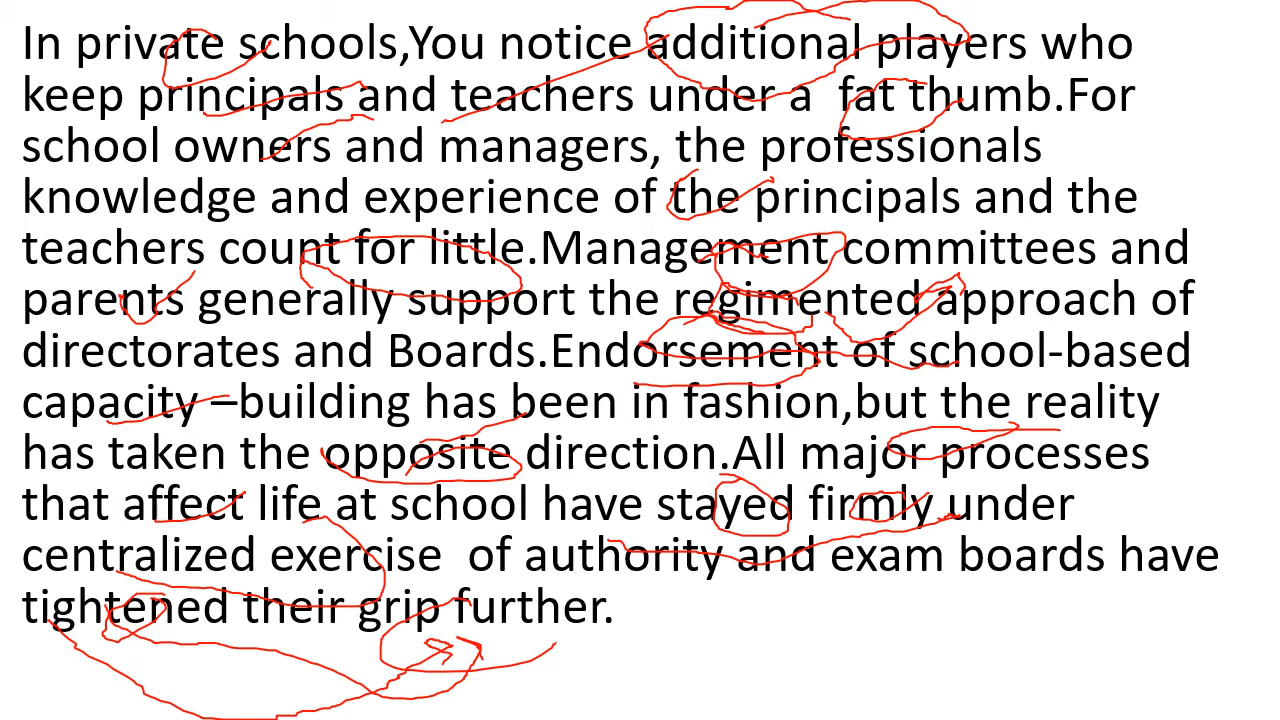 In private schools,You notice additional players who
keep principals and teachers under a  fat thumb.For
school owners and managers, the professionals
knowledge and experience of the principals and the
teachers count for little.Management committees and
parents generally support the regimented approach of
directorates and Boards.Endorsement of school-based
capacity –building has been in fashion,but the reality
has taken the opposite direction.All major processes
that affect life at school have stayed firmly under
centralized exercise  of authority and exam boards have
tightened their grip further.